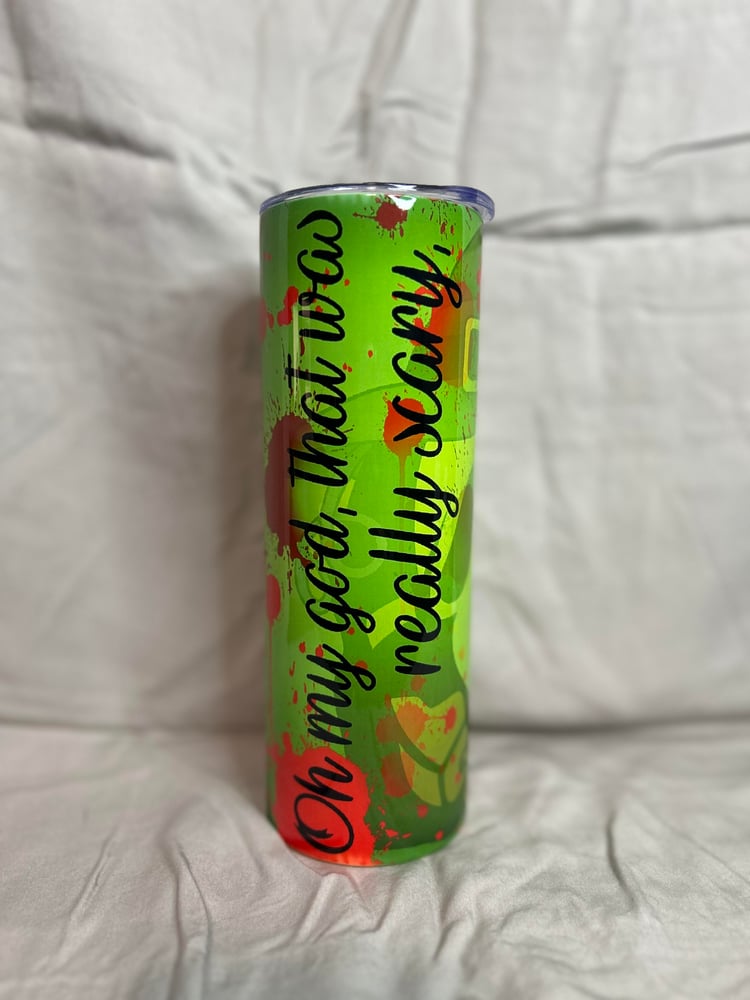 Oh my god, that was
really scary,